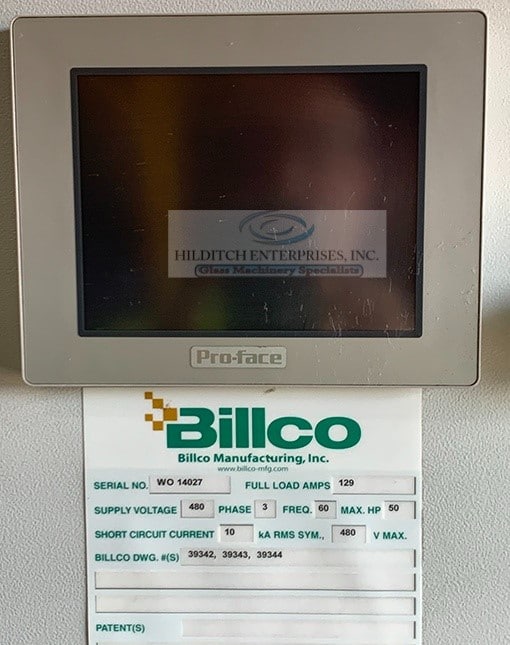 HILDITCH ENTERPRISES, INC.
Glass Machinery Specialists
Pro-face
Billco
Billco Manufacturing, Inc.
www.billco-mfg.com
SERIAL NO. WO 14027 FULL LOAD AMPS 129
SUPPLY VOLTAGE 480 PHASE 3 FREQ. 60 MAX. HP 50
SHORT CIRCUIT CURRENT 10 kA RMS SYM., 480 V MAX.
BILLCO DWG. #(S) 39342, 39343, 39344
PATENT(S)